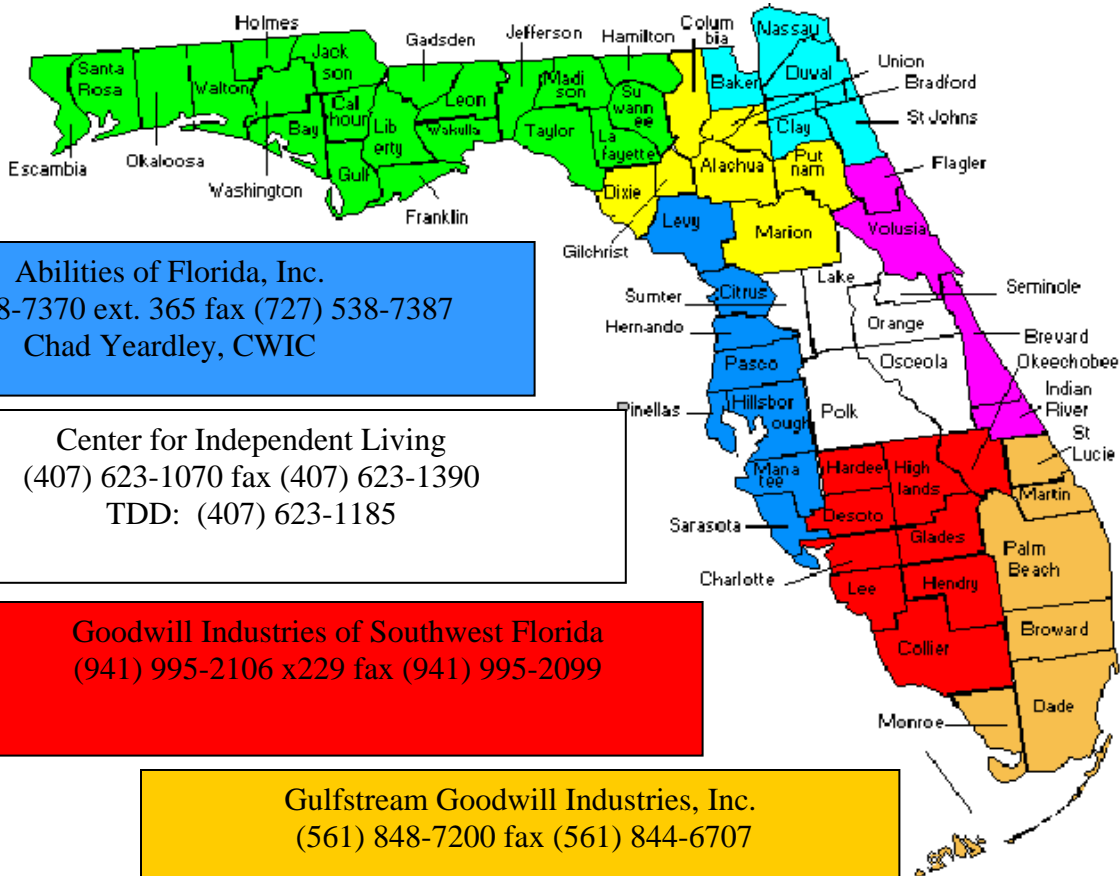 Holmes
Jefferson
Hamilton
Colum
bia
Nassau
Gadsden
Jack
son
Santa
Rosa
Walton
Madi
son
Baker
Duval
Union
Bradford
Cal
houn
Leon
Su
wann
ee
Bay
Lib
erty
Wakulla
Taylor
La
fayette
Clay
St Johns
Escambia
Okaloosa
Washington
Gulf
Franklin
Dixie
Alachua
Put
nam
Flagler
Gilchrist
Levy
Marion
Volusia
Lake
Sumter
Citrus
Seminole
Hernando
Orange
Brevard
Pasco
Osceola
Okeechobee
Indian
River
Pinellas
Hillsbor
ough
Polk
St
Lucie
Mana
tee
Hardee
High
lands
Martin
Sarasota
Desoto
Glades
Palm
Beach
Charlotte
Lee
Hendry
Broward
Collier
Monroe
Dade
Abilities of Florida, Inc.
8-7370 ext. 365 fax (727) 538-7387
Chad Yeardley, CWIC
Center for Independent Living
(407) 623-1070 fax (407) 623-1390
TDD: (407) 623-1185
Goodwill Industries of Southwest Florida
(941) 995-2106 x229 fax (941) 995-2099
Gulfstream Goodwill Industries, Inc.
(561) 848-7200 fax (561) 844-6707